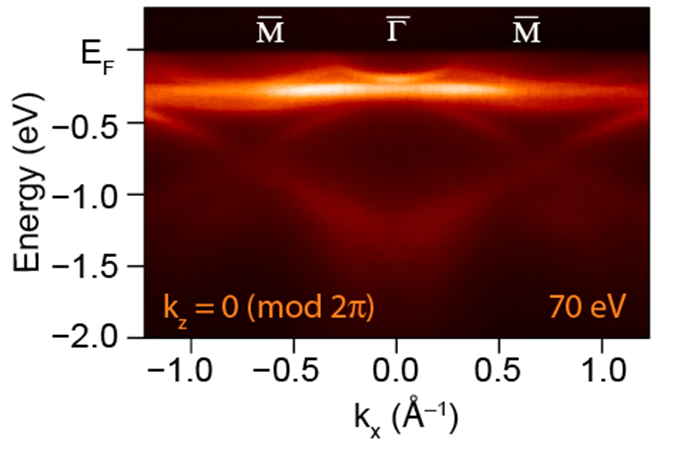 M̅ Γ̅ M̅
E_F
−0.5
−1.0
−1.5
−2.0
Energy (eV)
k_z = 0 (mod 2π) 70 eV
−1.0 −0.5 0.0 0.5 1.0
k_x (Å⁻¹)